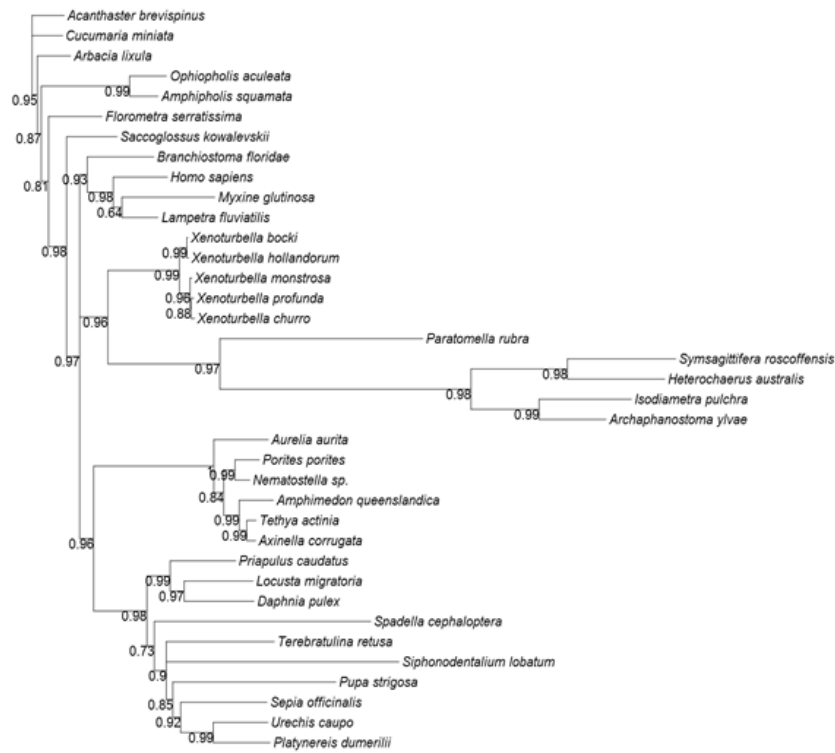 Acanthaster brevispinus
Cucumaria miniata
Arbacia lixula
Ophiopholis aculeata
0.99
0.95
Amphipholis squamata
Florometra serratissima
0.87
Saccoglossus kowalevskii
Branchiostoma floridae
0.93
Homo sapiens
0.81
0.98
Myxine glutinosa
0.64
Lampetra fluviatilis
Xenoturbella bocki
0.98
0.99
Xenoturbella hollandorum
0.99
Xenoturbella monstrosa
0.96
Xenoturbella profunda
0.88
Xenoturbella churro
0.96
Paratomella rubra
0.97
Symsagittifera roscoffensis
0.97
0.98
Heterochaerus australis
0.98
Isodiametra pulchra
0.99
Archaphanostoma ylvae
Aurelia aurita
Porites porites
1
0.99
Nematostella sp.
0.84
Amphimedon queenslandica
0.99
Tethya actinia
0.99
Axinella corrugata
0.96
Priapulus caudatus
0.99
Locusta migratoria
0.97
Daphnia pulex
0.98
Spadella cephaloptera
Terebratulina retusa
0.73
Siphonodentalium lobatum
0.9
Pupa strigosa
0.85
Sepia officinalis
0.92
Urechis caupo
0.99
Platynereis dumerilii